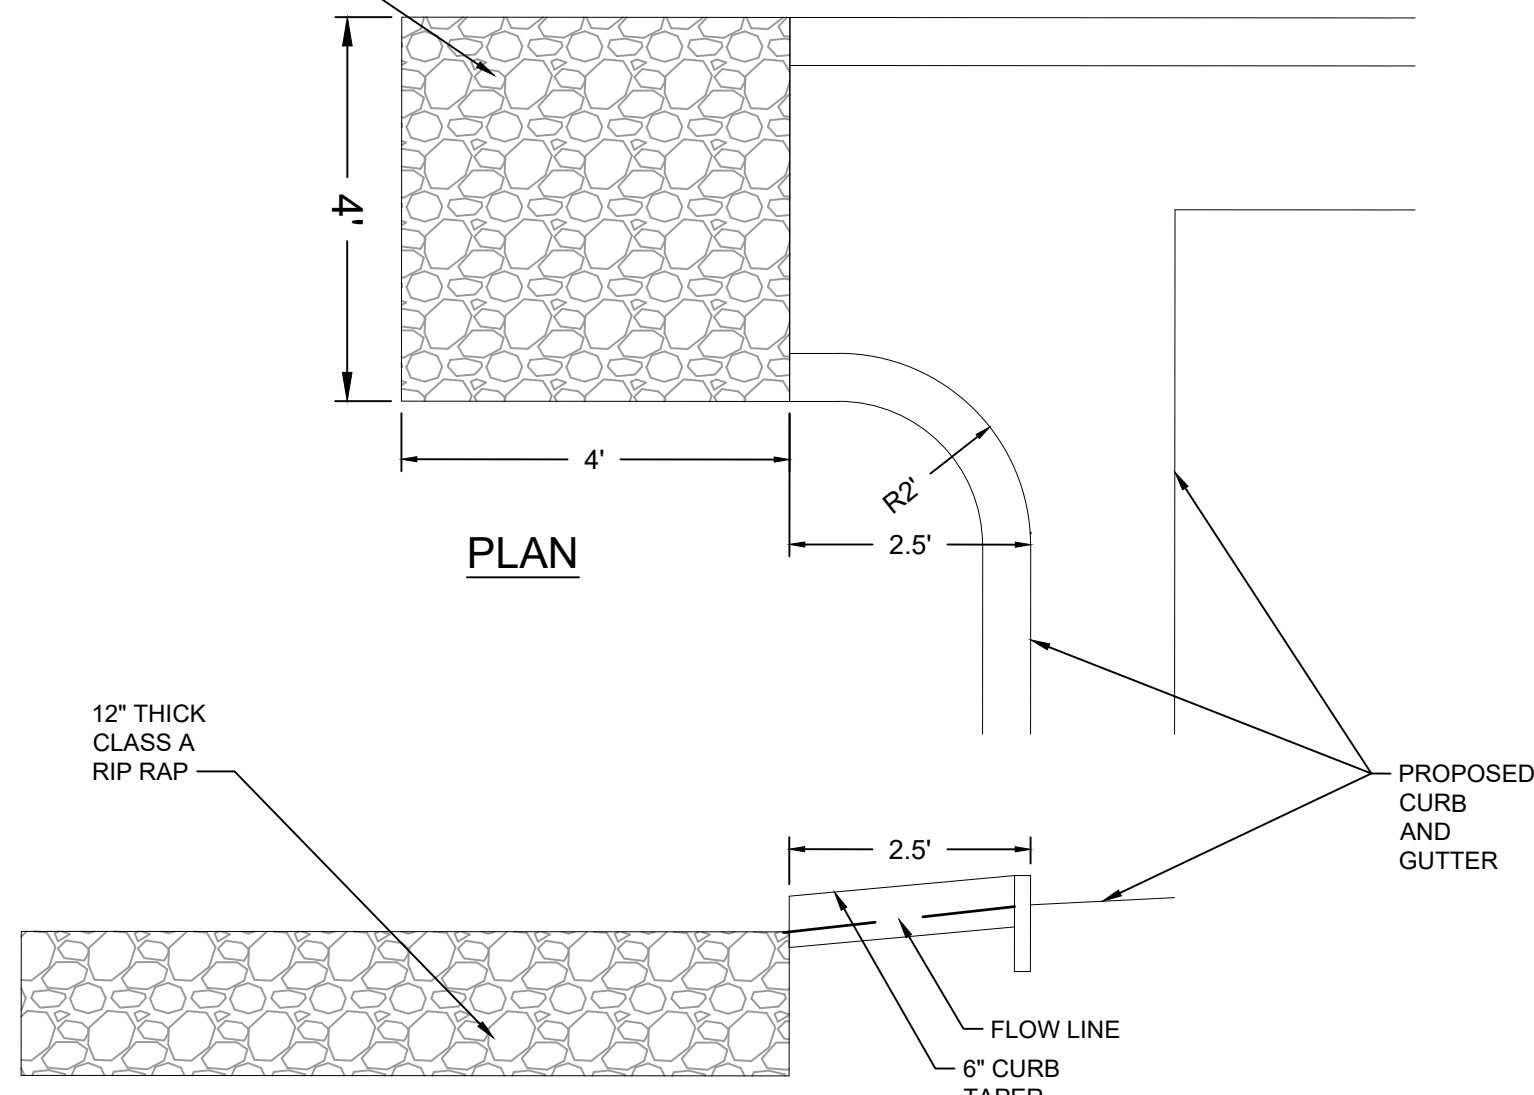 4'
4'
R2'
2.5'
PLAN
12" THICK
CLASS A
RIP RAP
PROPOSED
CURB
AND
GUTTER
2.5'
FLOW LINE
6" CURB
TAPER